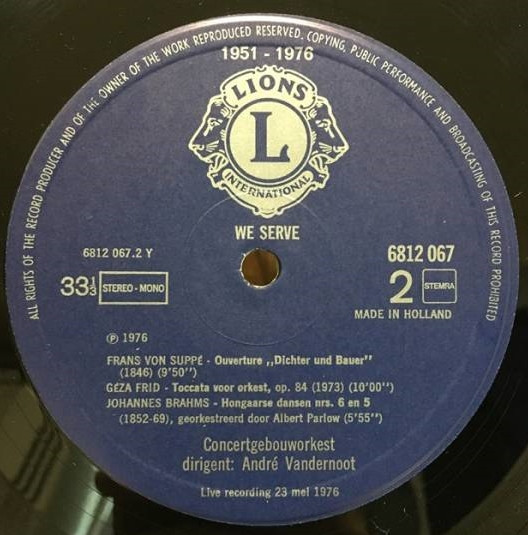 ALL RIGHTS OF THE RECORD PRODUCER AND OF THE OWNER OF THE WORK REPRODUCED RESERVED. COPYING, PUBLIC PERFORMANCE AND BROADCASTING OF THIS RECORD PROHIBITED
1951 - 1976
LIONS
L
INTERNATIONAL
WE SERVE
6812 067.2 Y
6812 067
33⅓ STEREO - MONO
2 STEMRA
MADE IN HOLLAND
℗ 1976
FRANS VON SUPPÉ - Ouverture „Dichter und Bauer"
(1846) (9'50'')
GÉZA FRID - Toccata voor orkest, op. 84 (1973) (10'00'')
JOHANNES BRAHMS - Hongaarse dansen nrs. 6 en 5
(1852-69), georkestreerd door Albert Parlow (5'55'')
Concertgebouworkest
dirigent: André Vandernoot
Live recording 23 mei 1976